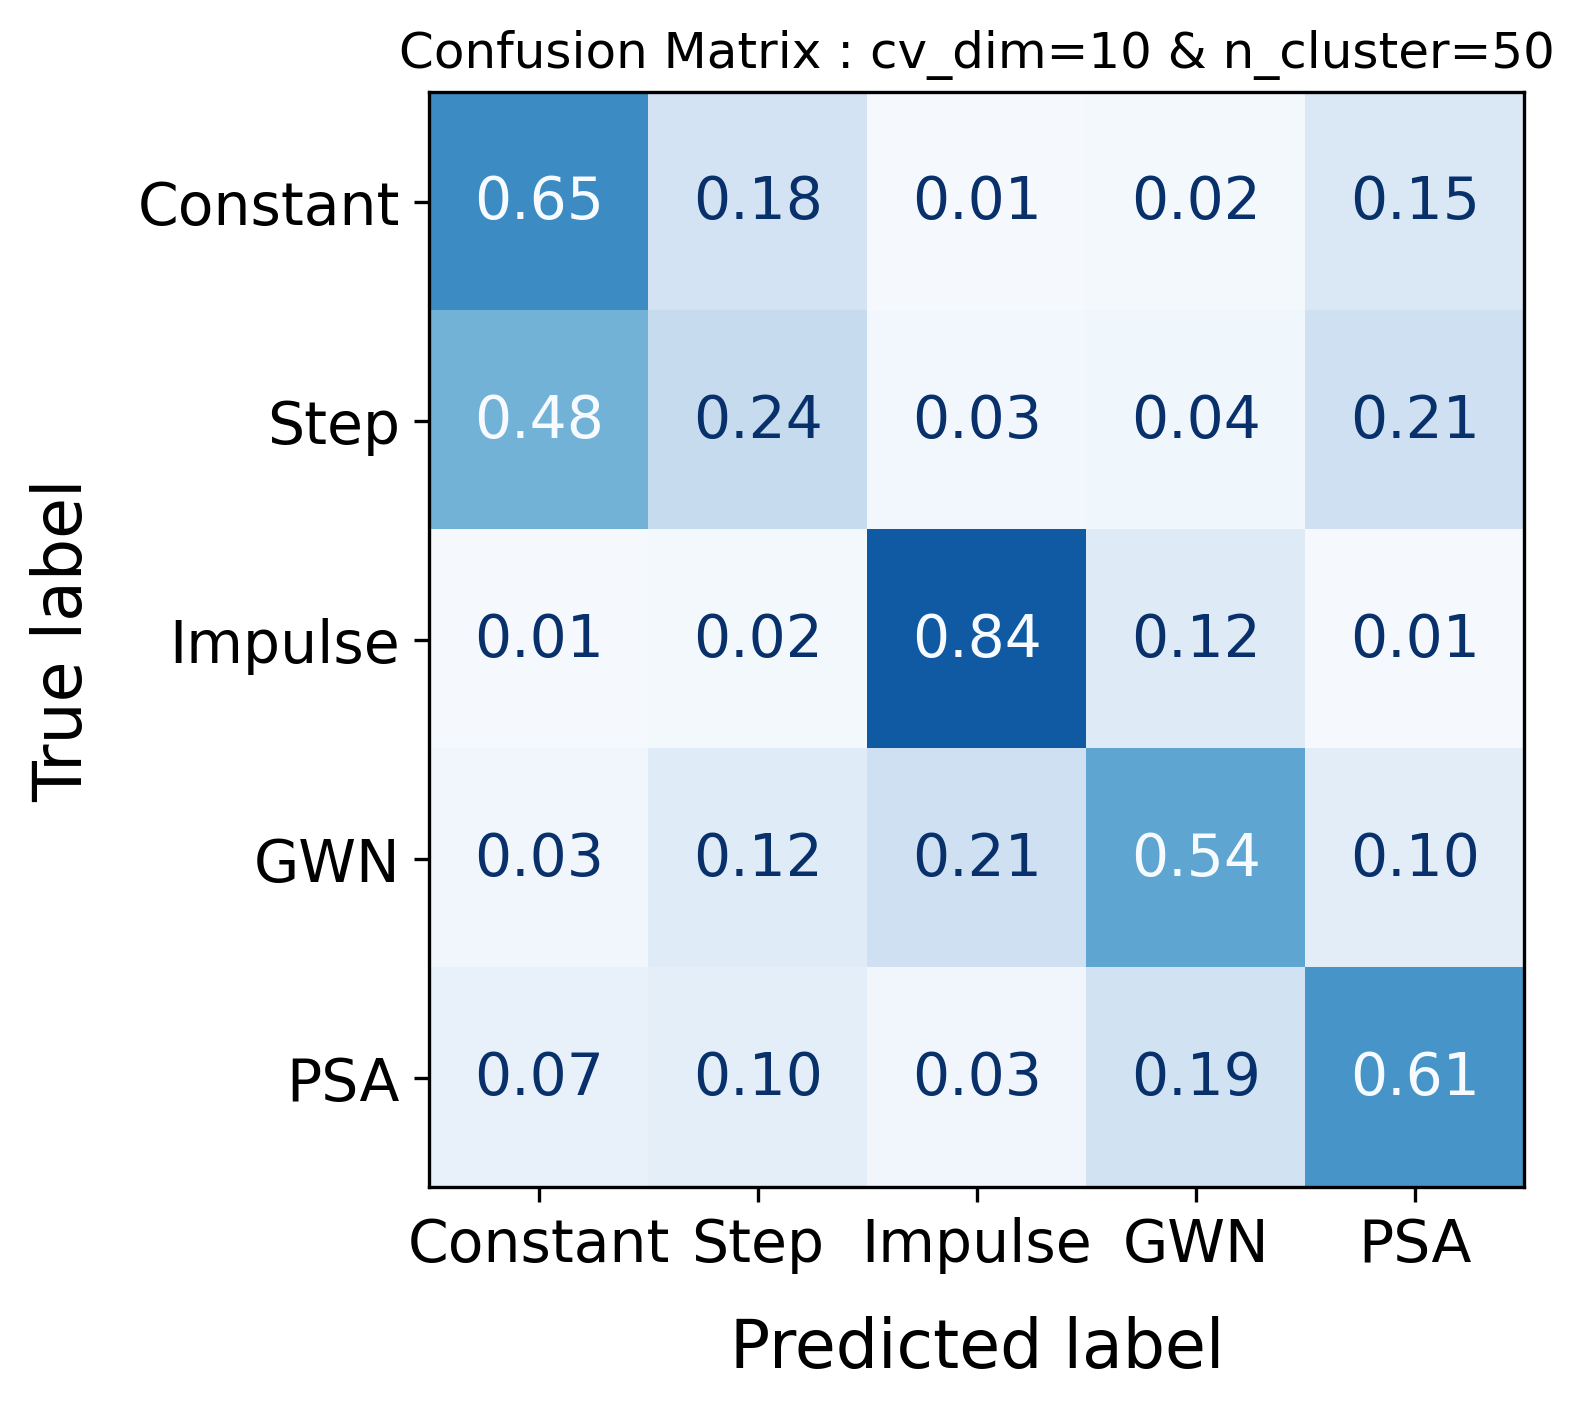 Confusion Matrix : cv_dim=10 & n_cluster=50
True label
Constant 0.65 0.18 0.01 0.02 0.15
Step 0.48 0.24 0.03 0.04 0.21
Impulse 0.01 0.02 0.84 0.12 0.01
GWN 0.03 0.12 0.21 0.54 0.10
PSA 0.07 0.10 0.03 0.19 0.61
Constant Step Impulse GWN PSA
Predicted label